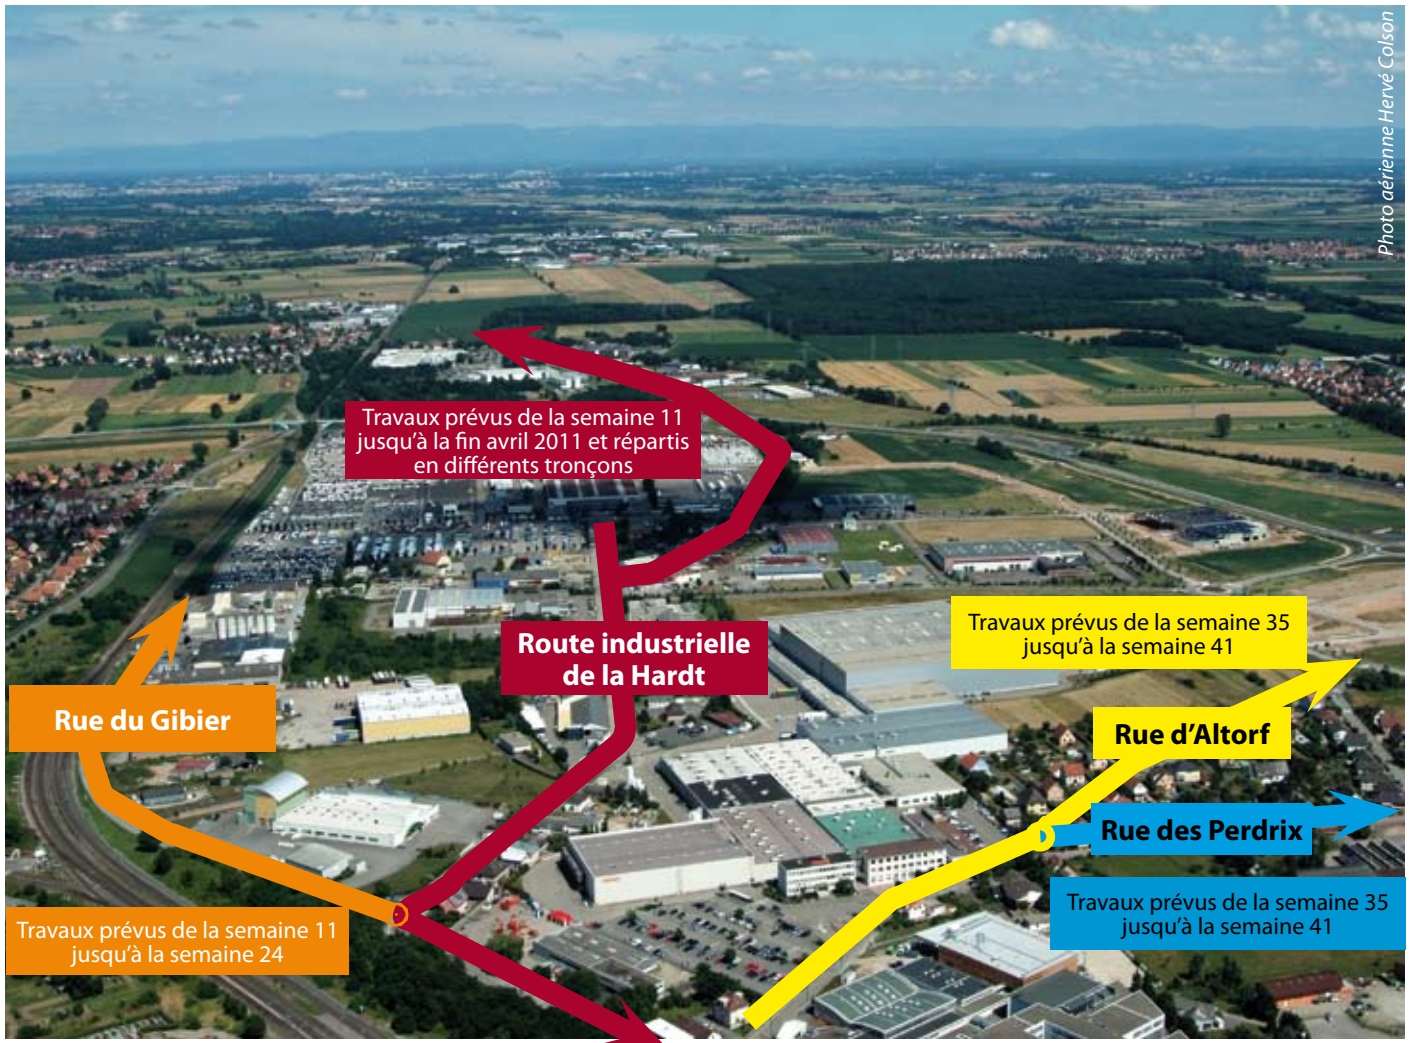 Photo aérienne Hervé Colson
Travaux prévus de la semaine 11
jusqu'à la fin avril 2011 et répartis
en différents tronçons
Route industrielle
de la Hardt
Travaux prévus de la semaine 35
jusqu'à la semaine 41
Rue du Gibier
Rue d'Altorf
Rue des Perdrix
Travaux prévus de la semaine 35
jusqu'à la semaine 41
Travaux prévus de la semaine 11
jusqu'à la semaine 24